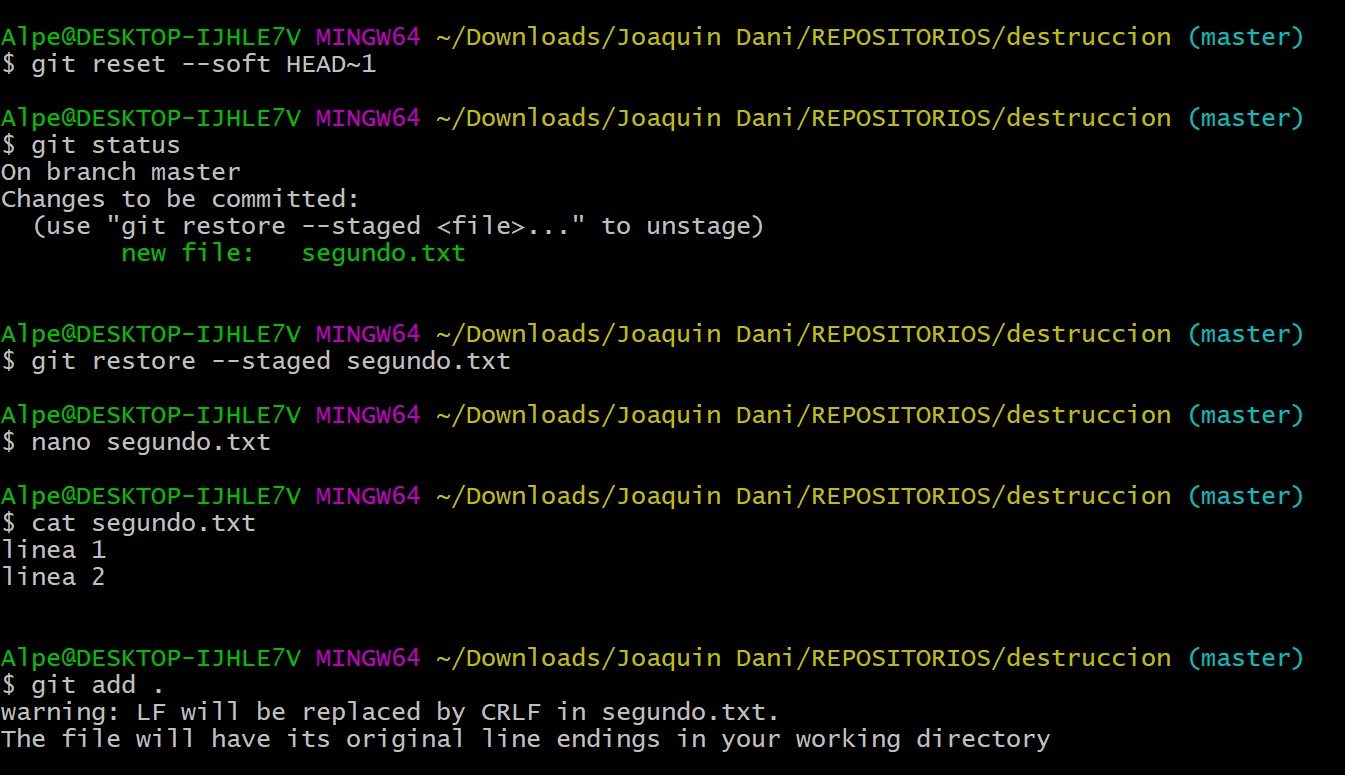 Alpe@DESKTOP-IJHLE7V MINGW64 ~/Downloads/Joaquin Dani/REPOSITORIOS/destruccion (master)
$ git reset --soft HEAD~1
Alpe@DESKTOP-IJHLE7V MINGW64 ~/Downloads/Joaquin Dani/REPOSITORIOS/destruccion (master)
$ git status
On branch master
Changes to be committed:
  (use "git restore --staged <file>..." to unstage)
        new file:   segundo.txt
Alpe@DESKTOP-IJHLE7V MINGW64 ~/Downloads/Joaquin Dani/REPOSITORIOS/destruccion (master)
$ git restore --staged segundo.txt
Alpe@DESKTOP-IJHLE7V MINGW64 ~/Downloads/Joaquin Dani/REPOSITORIOS/destruccion (master)
$ nano segundo.txt
Alpe@DESKTOP-IJHLE7V MINGW64 ~/Downloads/Joaquin Dani/REPOSITORIOS/destruccion (master)
$ cat segundo.txt
linea 1
linea 2
Alpe@DESKTOP-IJHLE7V MINGW64 ~/Downloads/Joaquin Dani/REPOSITORIOS/destruccion (master)
$ git add .
warning: LF will be replaced by CRLF in segundo.txt.
The file will have its original line endings in your working directory